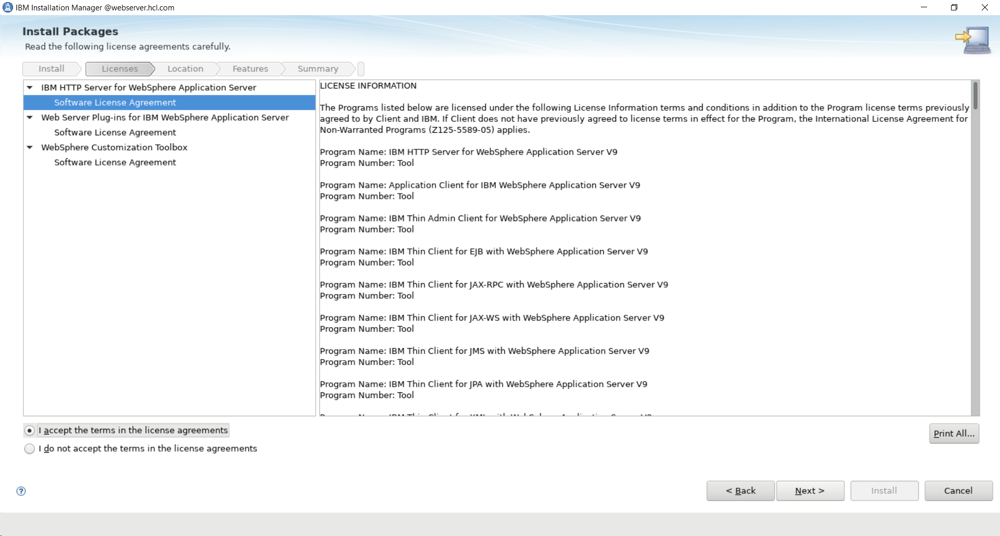 IBM Installation Manager @webserver.hcl.com
Install Packages
Read the following license agreements carefully.
Install Licenses Location Features Summary
IBM HTTP Server for WebSphere Application Server
Software License Agreement
Web Server Plug-ins for IBM WebSphere Application Server
Software License Agreement
WebSphere Customization Toolbox
Software License Agreement
LICENSE INFORMATION
The Programs listed below are licensed under the following License Information terms and conditions in addition to the Program license terms previously
agreed to by Client and IBM. If Client does not have previously agreed to license terms in effect for the Program, the International License Agreement for
Non-Warranted Programs (Z125-5589-05) applies.
Program Name: IBM HTTP Server for WebSphere Application Server V9
Program Number: Tool
Program Name: Application Client for IBM WebSphere Application Server V9
Program Number: Tool
Program Name: IBM Thin Admin Client for WebSphere Application Server V9
Program Number: Tool
Program Name: IBM Thin Client for EJB with WebSphere Application Server V9
Program Number: Tool
Program Name: IBM Thin Client for JAX-RPC with WebSphere Application Server V9
Program Number: Tool
Program Name: IBM Thin Client for JAX-WS with WebSphere Application Server V9
Program Number: Tool
Program Name: IBM Thin Client for JMS with WebSphere Application Server V9
Program Number: Tool
Program Name: IBM Thin Client for JPA with WebSphere Application Server V9
Program Number: Tool
I accept the terms in the license agreements
Print All...
I do not accept the terms in the license agreements
?
< Back
Next >
Install
Cancel